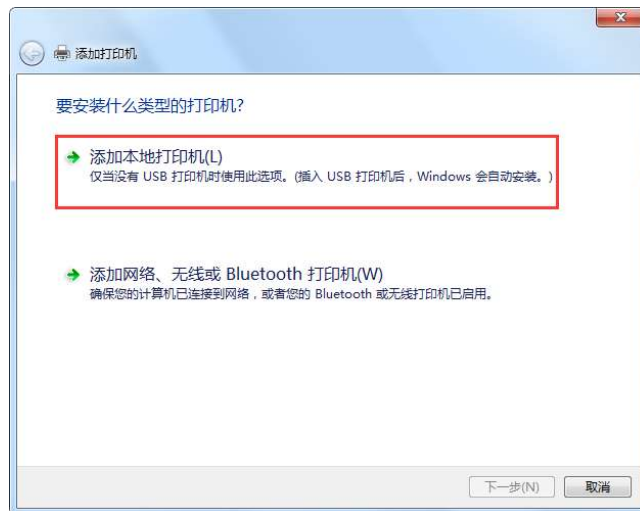 添加打印机
要安装什么类型的打印机?
添加本地打印机(L)
仅当没有 USB 打印机时使用此选项。(插入 USB 打印机后，Windows 会自动安装。)
添加网络、无线或 Bluetooth 打印机(W)
确保您的计算机已连接到网络，或者您的 Bluetooth 或无线打印机已启用。
下一步(N)
取消